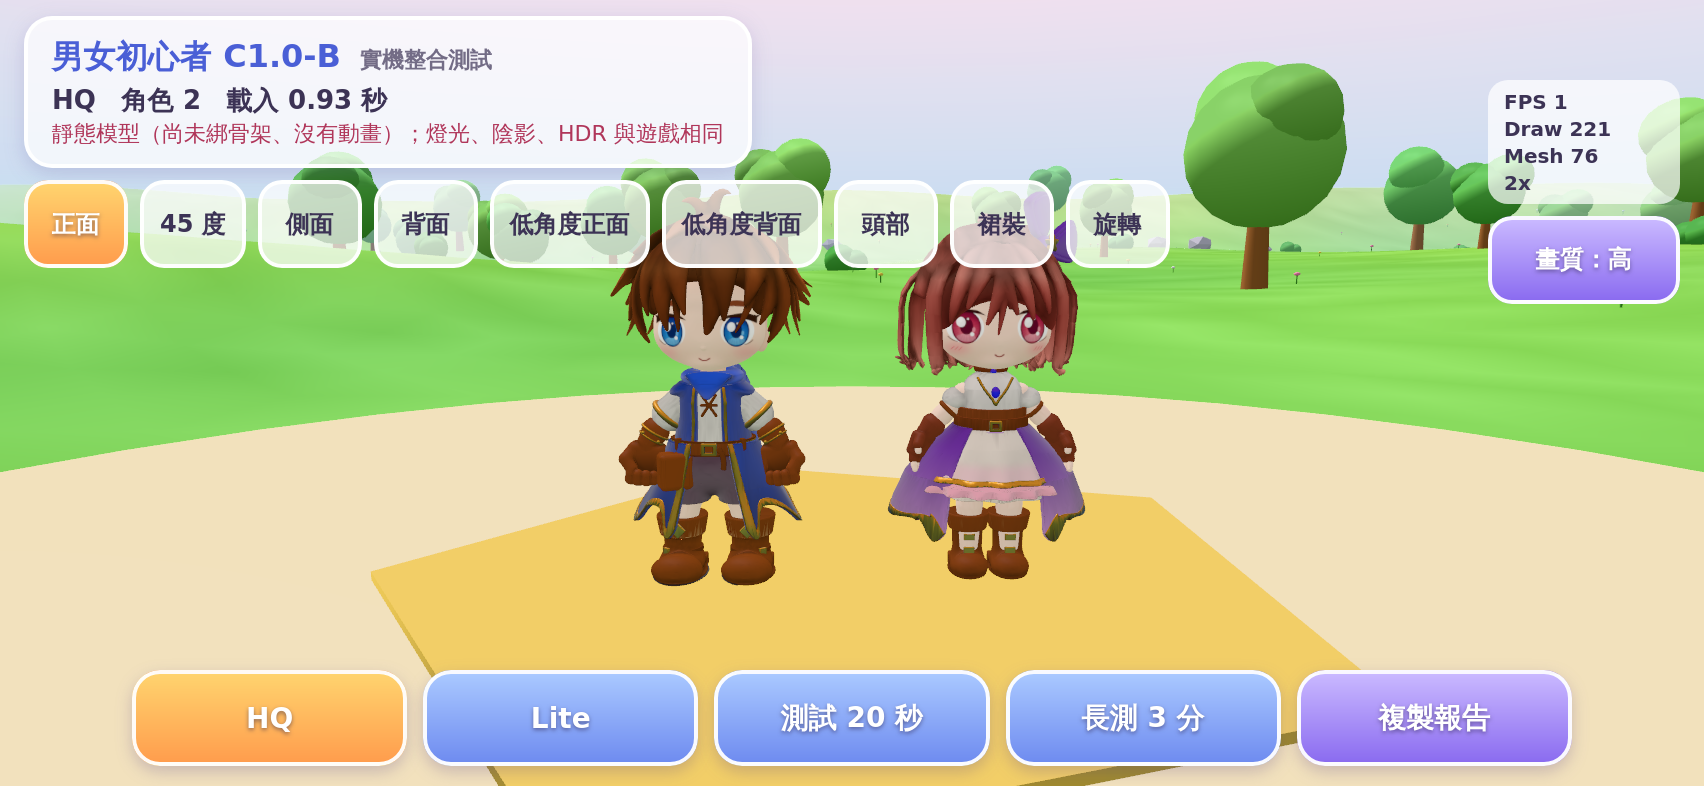 男女初心者 C1.0-B 實機整合測試
HQ 角色 2 載入 0.93 秒
靜態模型（尚未綁骨架、沒有動畫）；燈光、陰影、HDR 與遊戲相同
FPS 1
Draw 221
Mesh 76
2x
正面 45 度 側面 背面 低角度正面 低角度背面 頭部 裙裝 旋轉
畫質：高
HQ Lite 測試 20 秒 長測 3 分 複製報告